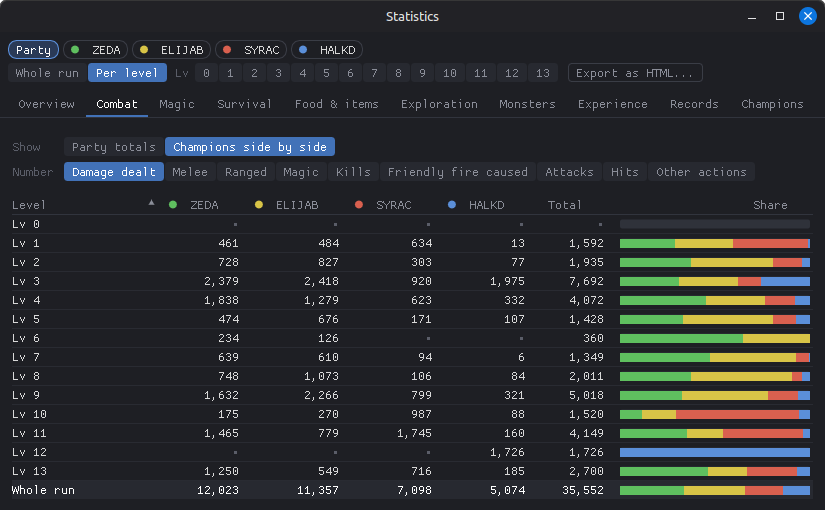 Statistics
Party ZEDA ELIJAB SYRAC HALKD
Whole run Per level Lv 0 1 2 3 4 5 6 7 8 9 10 11 12 13 Export as HTML...
Overview Combat Magic Survival Food & items Exploration Monsters Experience Records Champions
Show Party totals Champions side by side
Number Damage dealt Melee Ranged Magic Kills Friendly fire caused Attacks Hits Other actions
Level ▲ ZEDA ELIJAB SYRAC HALKD Total Share
Lv 0 · · · · ·
Lv 1 461 484 634 13 1,592
Lv 2 728 827 303 77 1,935
Lv 3 2,379 2,418 920 1,975 7,692
Lv 4 1,838 1,279 623 332 4,072
Lv 5 474 676 171 107 1,428
Lv 6 234 126 · · 360
Lv 7 639 610 94 6 1,349
Lv 8 748 1,073 106 84 2,011
Lv 9 1,632 2,266 799 321 5,018
Lv 10 175 270 987 88 1,520
Lv 11 1,465 779 1,745 160 4,149
Lv 12 · · · 1,726 1,726
Lv 13 1,250 549 716 185 2,700
Whole run 12,023 11,357 7,098 5,074 35,552